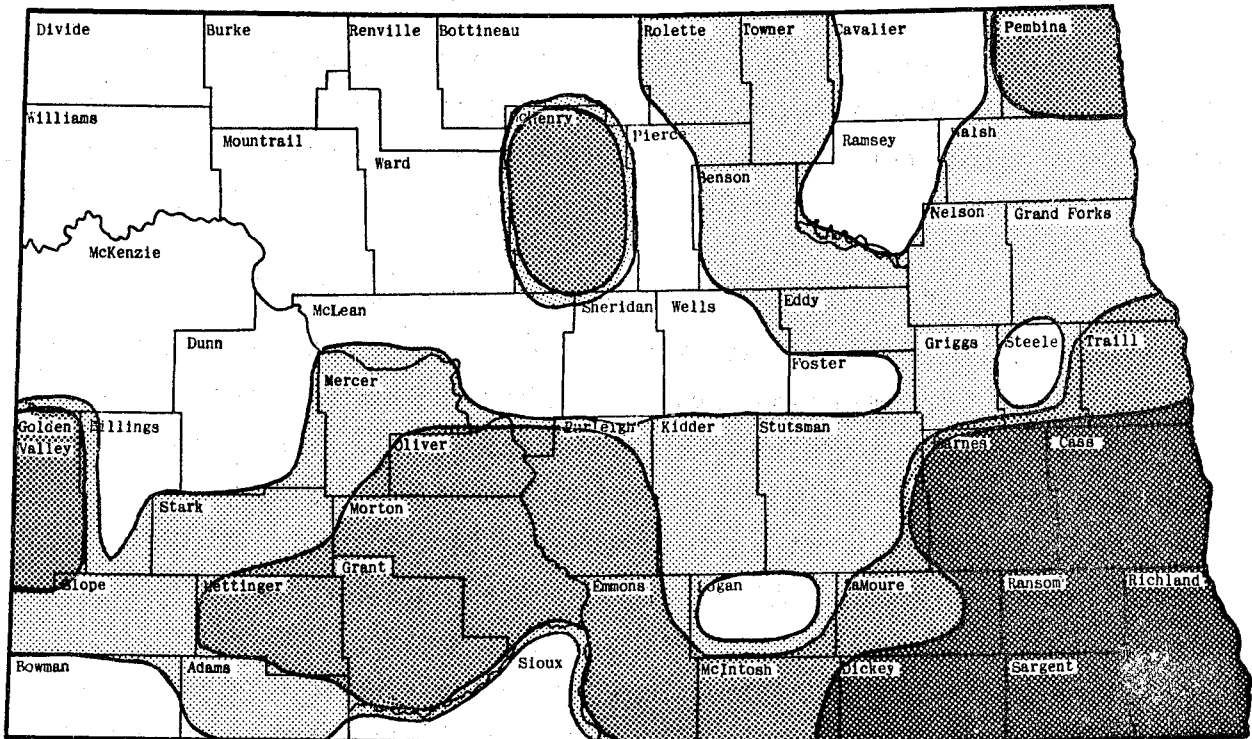 Divide
Burke
Renville
Bottineau
Rolette
Towner
Cavalier
Pembina
Williams
Mountrail
Ward
McHenry
Pierce
Ramsey
Walsh
Benson
Nelson
Grand Forks
McKenzie
McLean
Sheridan
Wells
Eddy
Dunn
Foster
Griggs
Steele
Traill
Mercer
Golden
Valley
Billings
Oliver
Burleigh
Kidder
Stutsman
Barnes
Cass
Stark
Morton
Grant
Slope
Hettinger
Emmons
Logan
LaMoure
Ransom
Richland
Bowman
Adams
Sioux
McIntosh
Dickey
Sargent